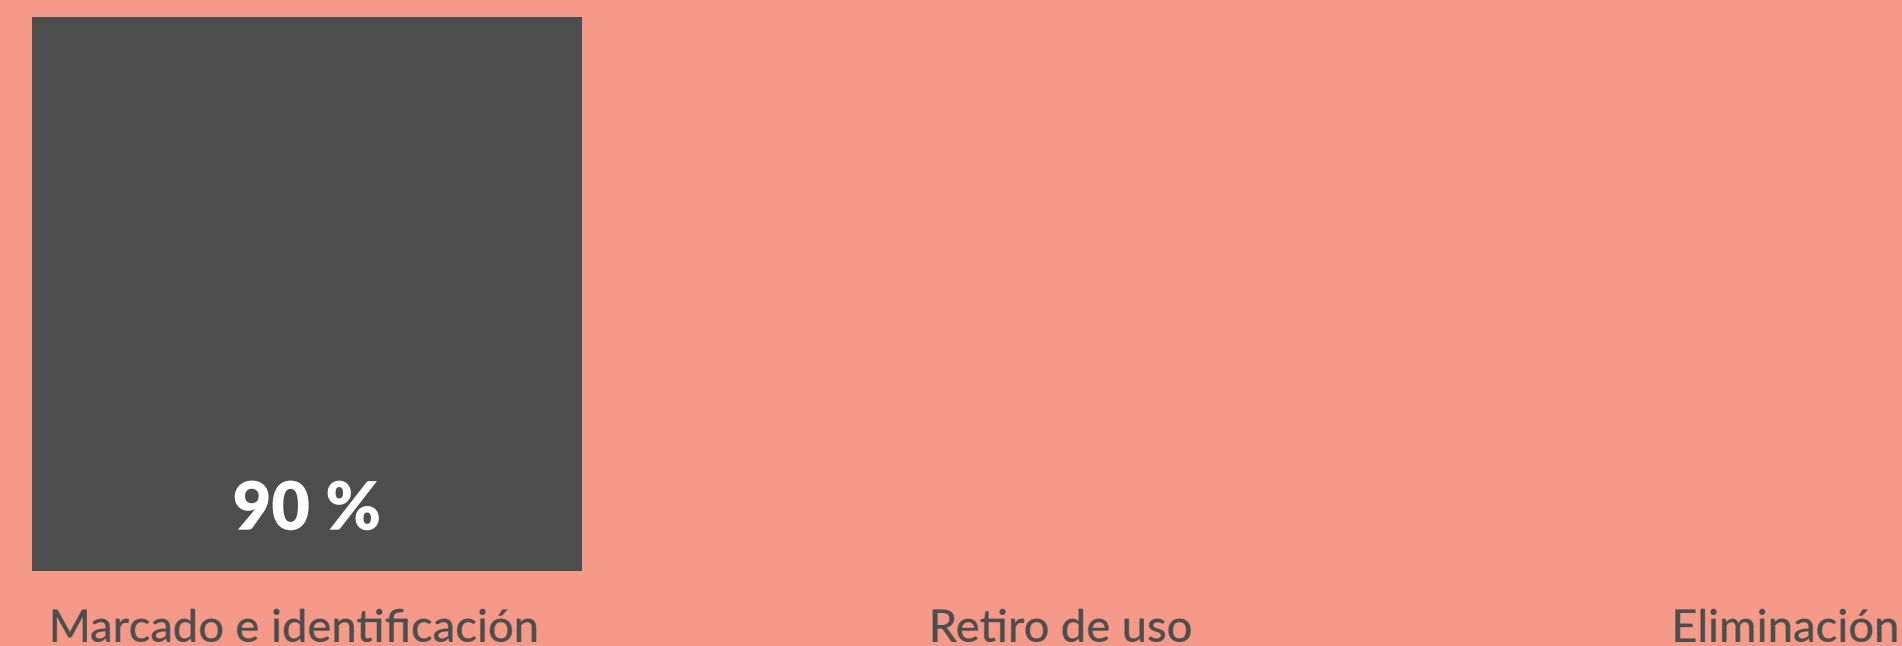 90 %
Marcado e identificación
Retiro de uso
Eliminación